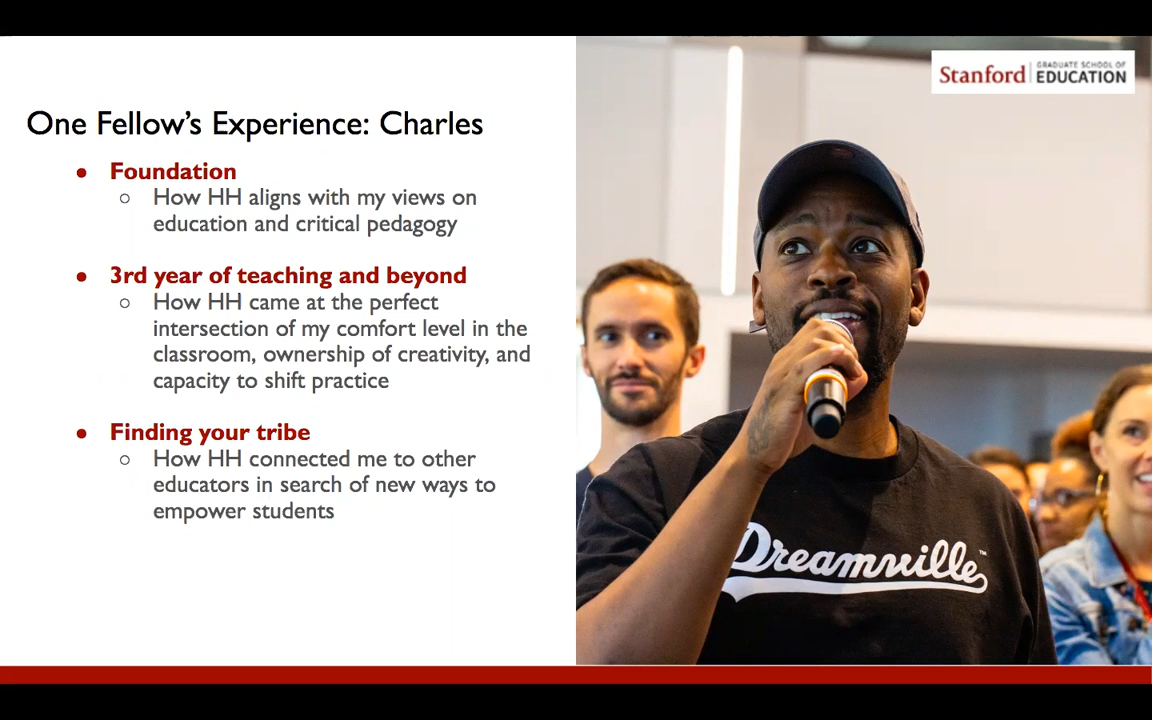 Stanford GRADUATE SCHOOL OF
EDUCATION
One Fellow's Experience: Charles
● Foundation
○ How HH aligns with my views on
education and critical pedagogy
● 3rd year of teaching and beyond
○ How HH came at the perfect
intersection of my comfort level in the
classroom, ownership of creativity, and
capacity to shift practice
● Finding your tribe
○ How HH connected me to other
educators in search of new ways to
empower students
Dreamville™